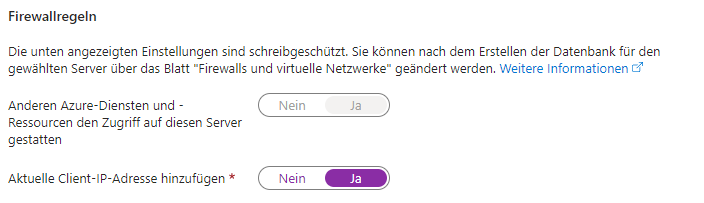 Firewallregeln
Die unten angezeigten Einstellungen sind schreibgeschützt. Sie können nach dem Erstellen der Datenbank für den
gewählten Server über das Blatt "Firewalls und virtuelle Netzwerke" geändert werden. Weitere Informationen
Anderen Azure-Diensten und -
Ressourcen den Zugriff auf diesen Server
gestatten
Nein Ja
Aktuelle Client-IP-Adresse hinzufügen *
Nein Ja